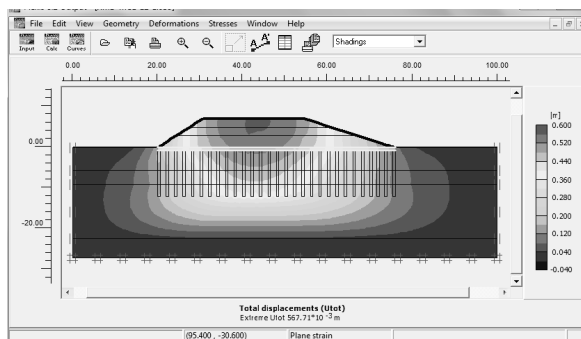 File Edit View Geometry Deformations Stresses Window Help
Input Calc Curves Shadings
0.00 20.00 40.00 60.00 80.00 100.00
0.00
-20.00
[m]
0.600
0.520
0.440
0.360
0.280
0.200
0.120
0.040
-0.040
Total displacements (Utot)
Extreme Utot 567.71*10 -3 m
(95.400 , -30.600) Plane strain